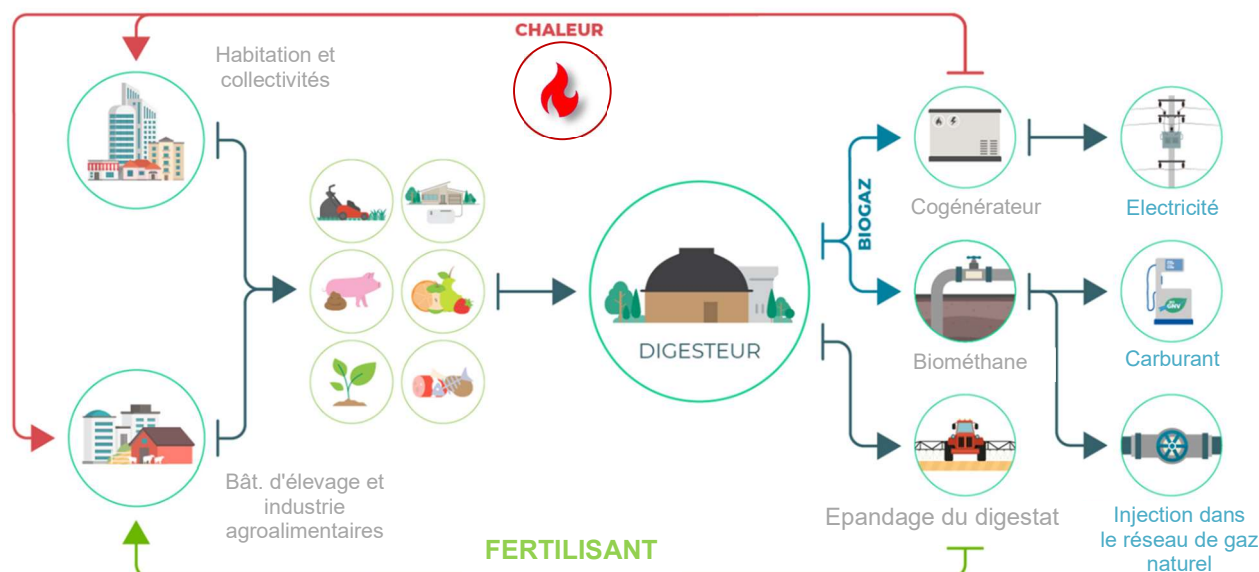 CHALEUR
Habitation et
collectivités
BIOGAZ
Cogénérateur
Electricité
DIGESTEUR
Biométhane
Carburant
GNV
Bât. d'élevage et
industrie
agroalimentaires
Epandage du digestat
Injection dans
le réseau de gaz
naturel
FERTILISANT